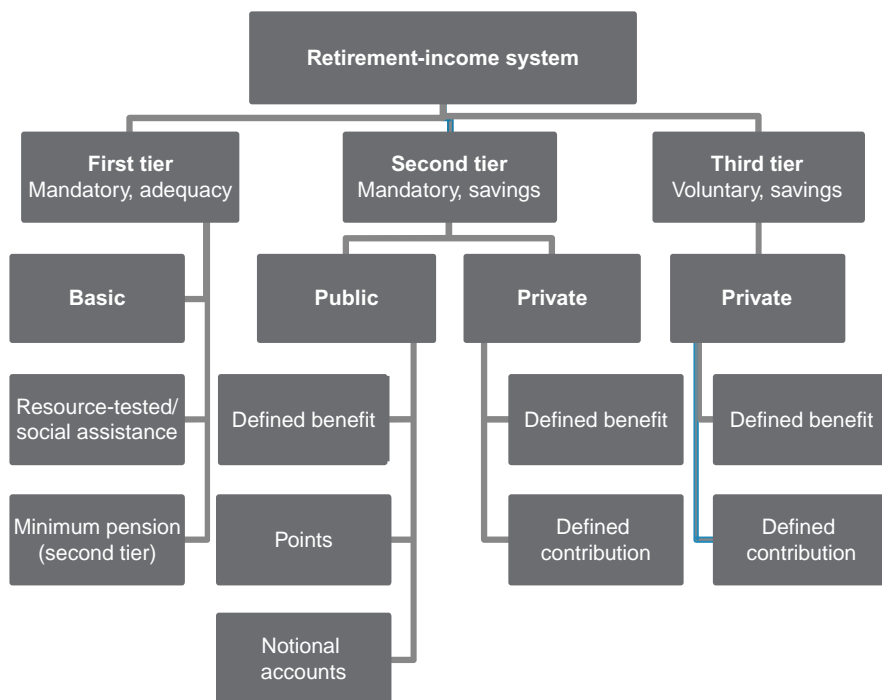 Retirement-income system
First tier
Mandatory, adequacy
Second tier
Mandatory, savings
Third tier
Voluntary, savings
Basic
Public
Private
Private
Resource-tested/
social assistance
Defined benefit
Defined benefit
Defined benefit
Minimum pension
(second tier)
Points
Defined
contribution
Defined
contribution
Notional
accounts